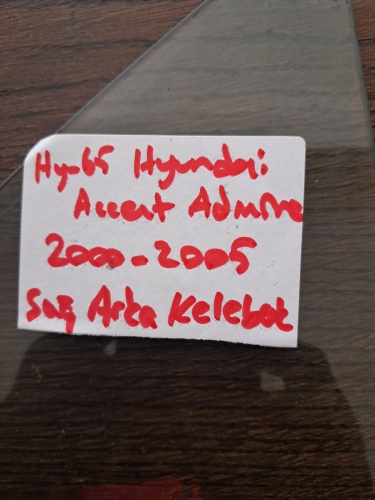 Hy-65 Hyundai
Accent Admire
2000-2005
Sağ Arka Kelebek